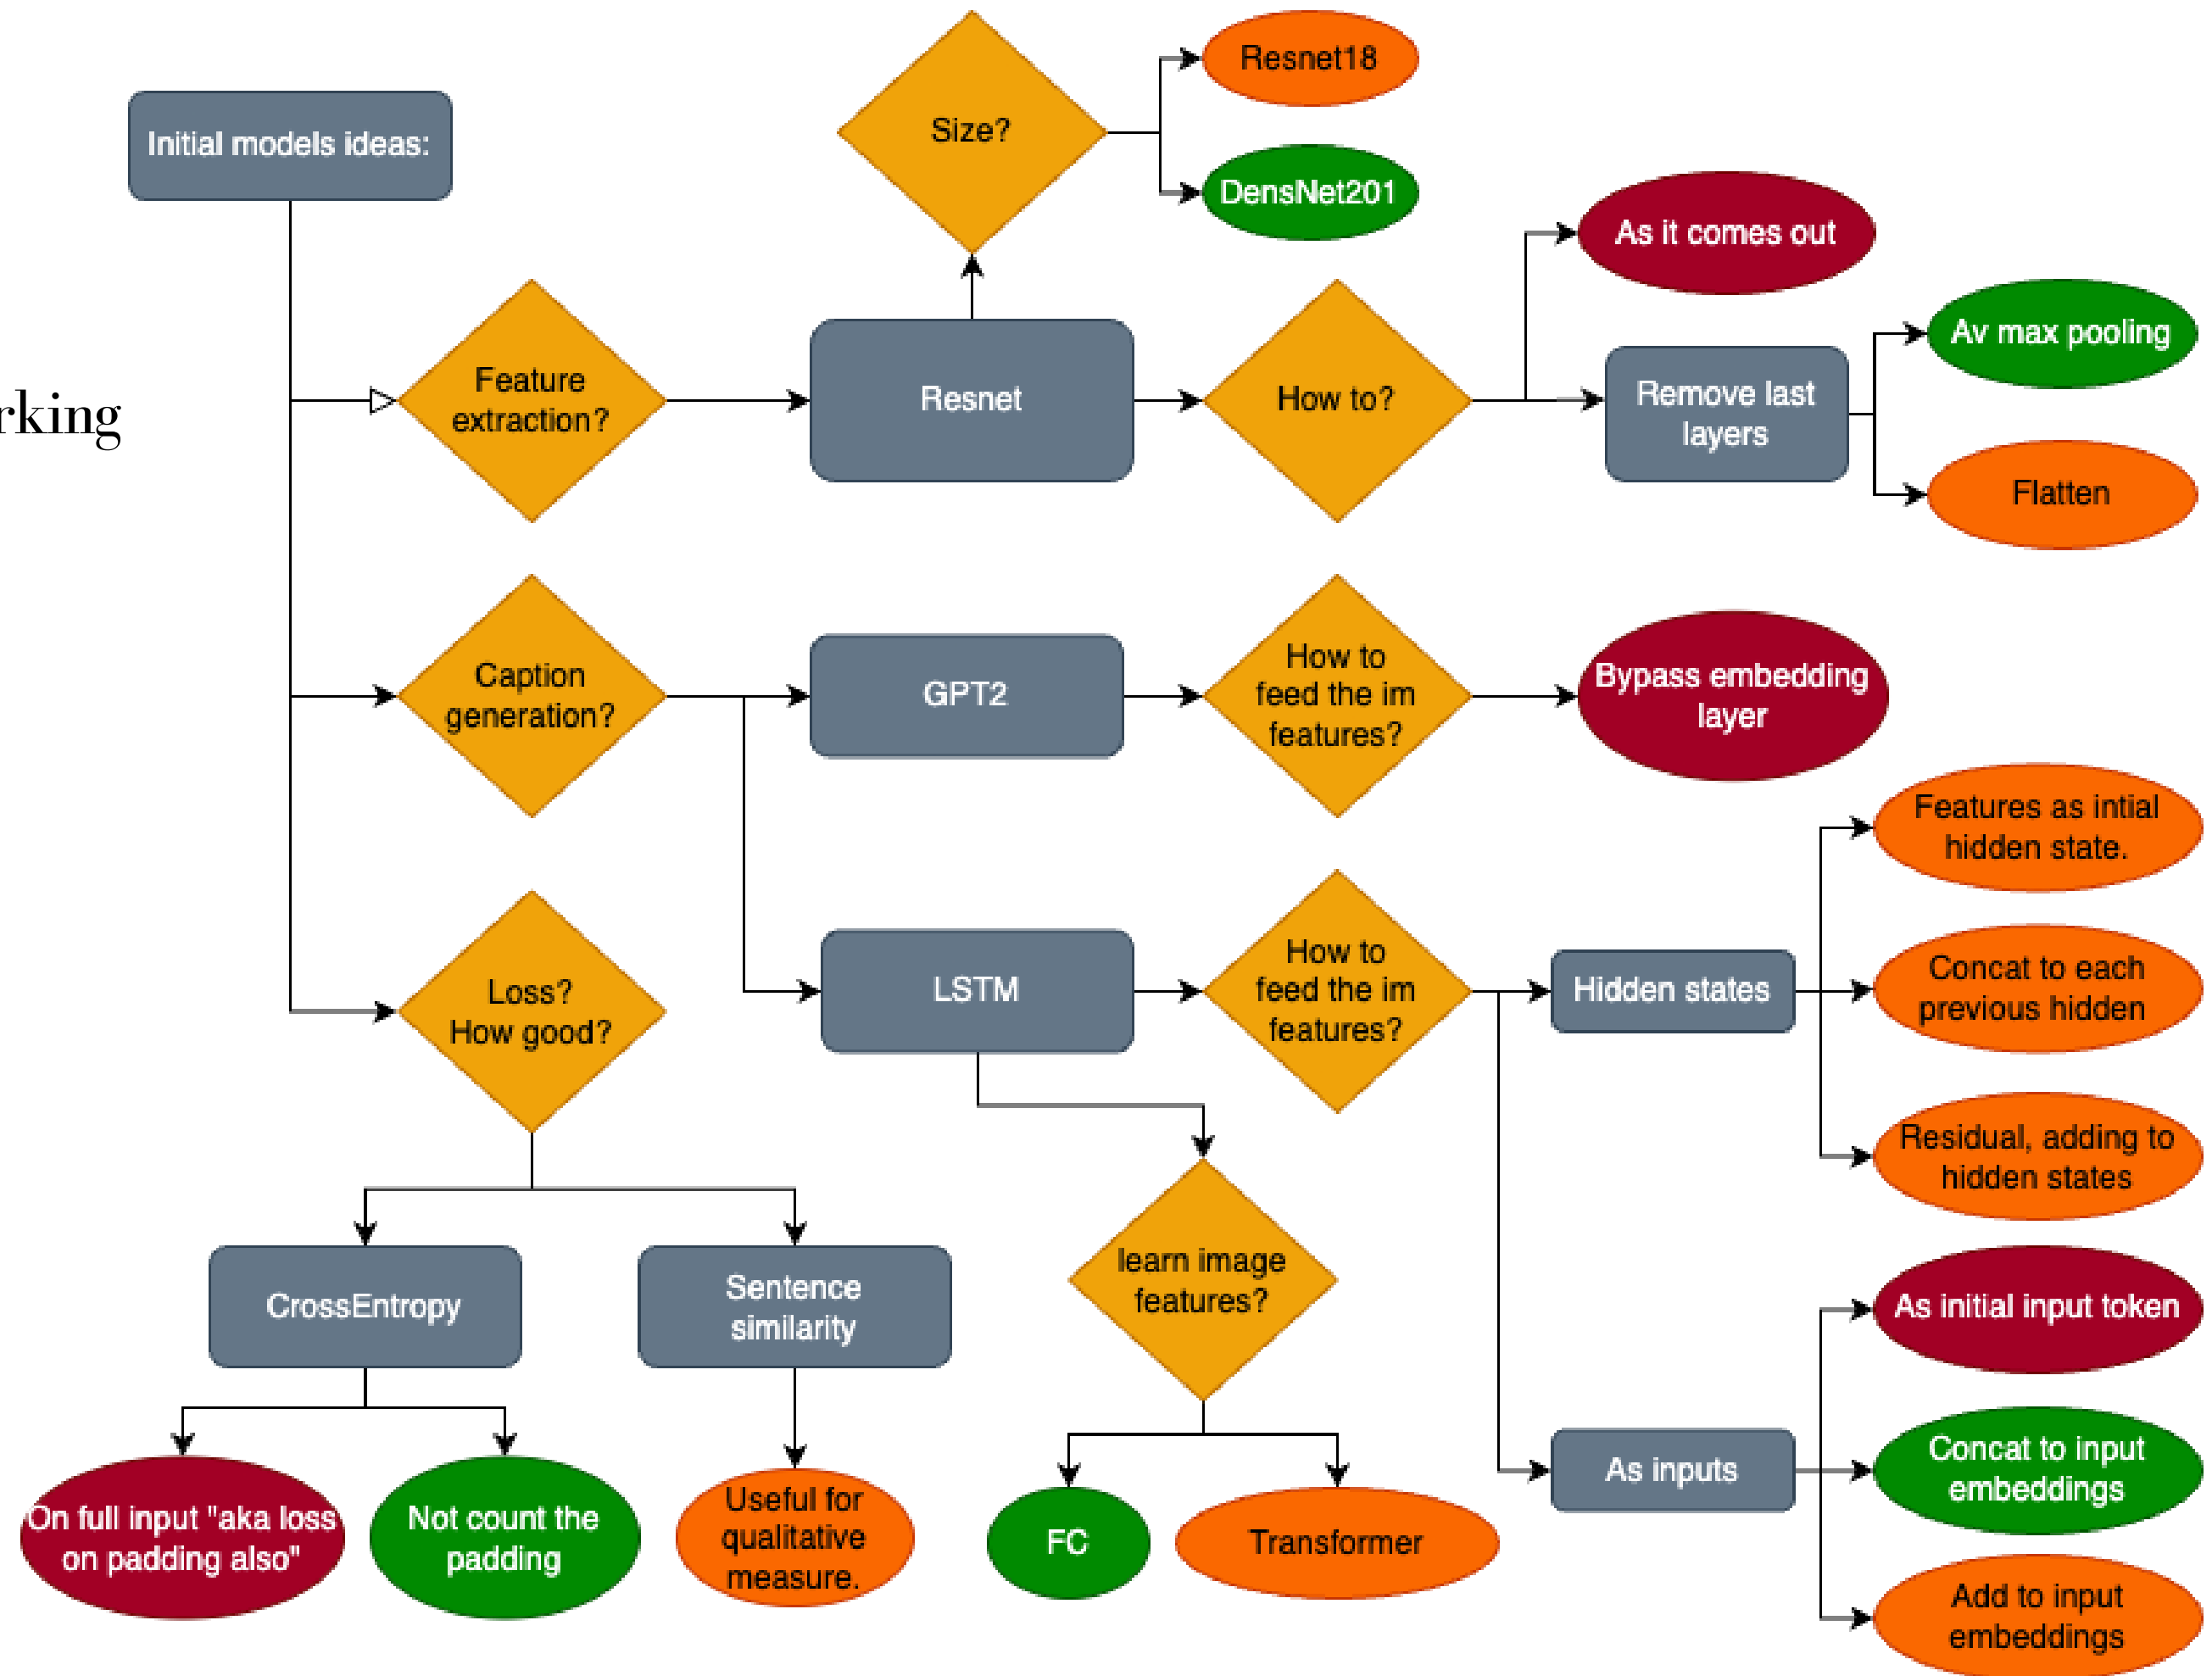 Initial models ideas:
Size?
Resnet18
DensNet201
As it comes out
rking
Feature
extraction?
Resnet
How to?
Remove last
layers
Av max pooling
Flatten
Caption
generation?
GPT2
How to
feed the im
features?
Bypass embedding
layer
Loss?
How good?
LSTM
How to
feed the im
features?
Hidden states
Features as intial
hidden state.
Concat to each
previous hidden
Residual, adding to
hidden states
CrossEntropy
Sentence
similarity
learn image
features?
As inputs
As initial input token
Concat to input
embeddings
Add to input
embeddings
On full input "aka loss
on padding also"
Not count the
padding
Useful for
qualitative
measure.
FC
Transformer